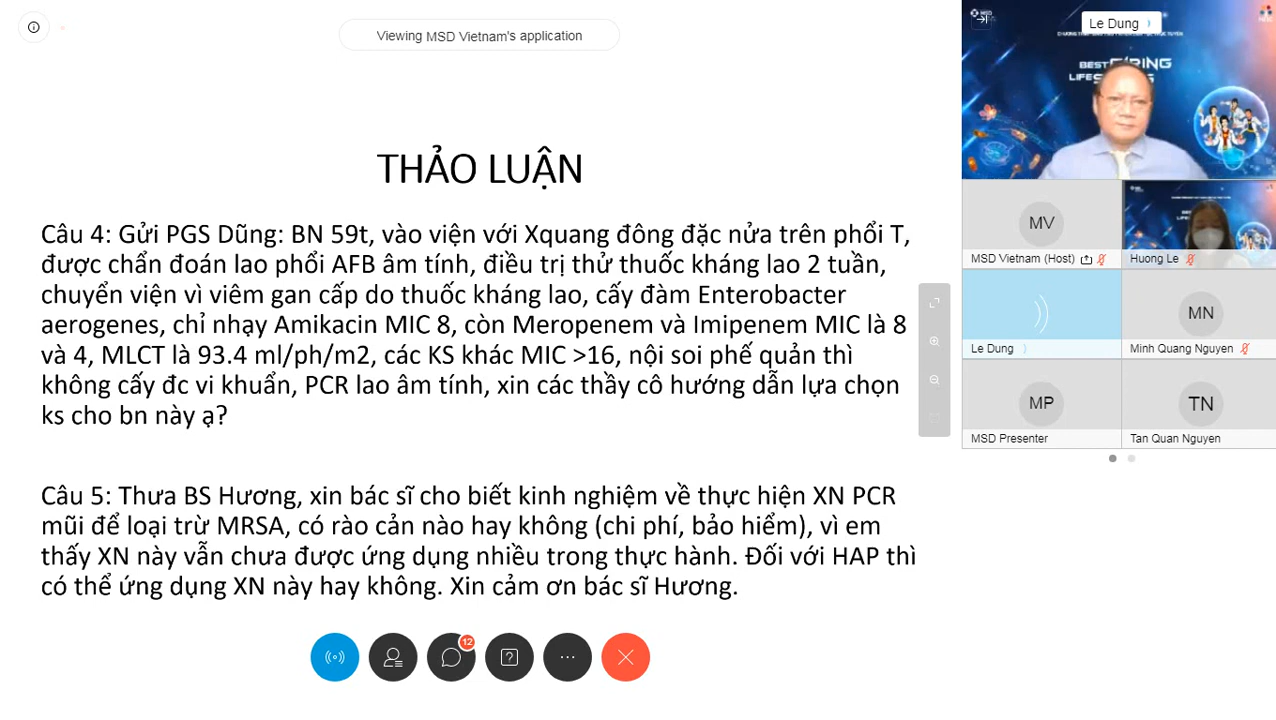 Viewing MSD Vietnam's application
Le Dung
BEST C/RING
THẢO LUẬN
Câu 4: Gửi PGS Dũng: BN 59t, vào viện với Xquang đông đặc nửa trên phổi T,
được chẩn đoán lao phổi AFB âm tính, điều trị thử thuốc kháng lao 2 tuần,
chuyển viện vì viêm gan cấp do thuốc kháng lao, cấy đàm Enterobacter
aerogenes, chỉ nhạy Amikacin MIC 8, còn Meropenem và Imipenem MIC là 8
và 4, MLCT là 93.4 ml/ph/m2, các KS khác MIC >16, nội soi phế quản thì
không cấy đc vi khuẩn, PCR lao âm tính, xin các thầy cô hướng dẫn lựa chọn
ks cho bn này ạ?
Câu 5: Thưa BS Hương, xin bác sĩ cho biết kinh nghiệm về thực hiện XN PCR
mũi để loại trừ MRSA, có rào cản nào hay không (chi phí, bảo hiểm), vì em
thấy XN này vẫn chưa được ứng dụng nhiều trong thực hành. Đối với HAP thì
có thể ứng dụng XN này hay không. Xin cảm ơn bác sĩ Hương.
MV
MSD Vietnam (Host)
Huong Le
Le Dung
MN
Minh Quang Nguyen
MP
MSD Presenter
TN
Tan Quan Nguyen
12